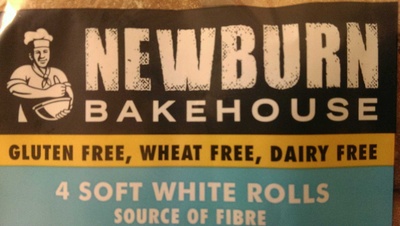 NEWBURN
BAKEHOUSE
GLUTEN FREE, WHEAT FREE, DAIRY FREE
4 SOFT WHITE ROLLS
SOURCE OF FIBRE